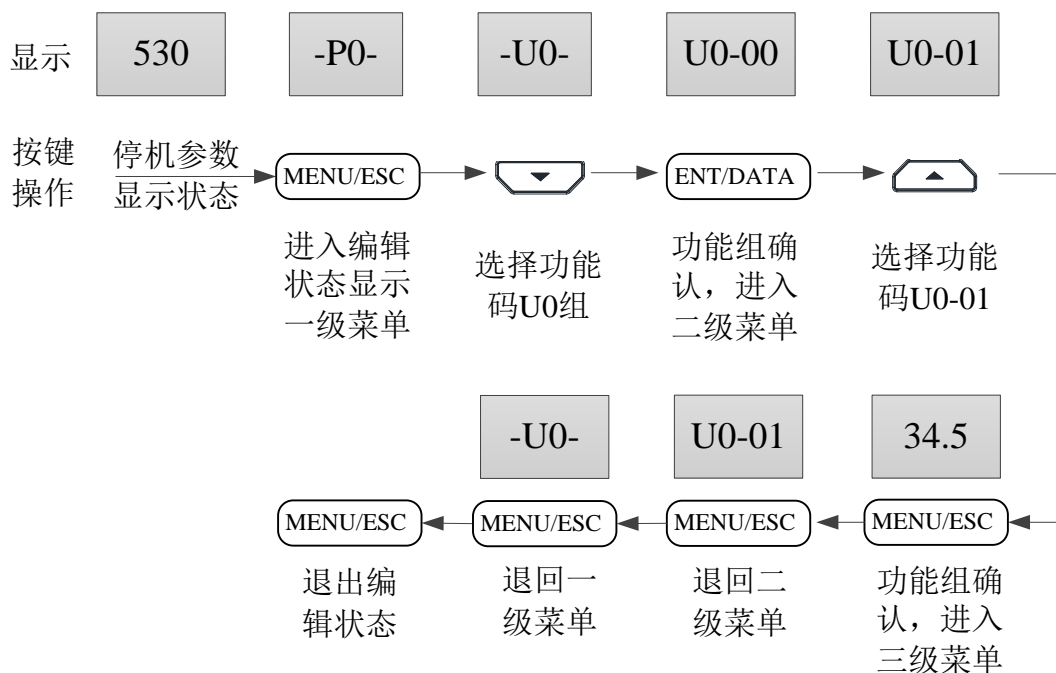 显示
530
-P0-
-U0-
U0-00
U0-01
按键
操作
停机参数
显示状态
MENU/ESC
ENT/DATA
进入编辑
状态显示
一级菜单
选择功能
码U0组
功能组确
认，进入
二级菜单
选择功能
码U0-01
-U0-
U0-01
34.5
MENU/ESC
MENU/ESC
MENU/ESC
MENU/ESC
退出编
辑状态
退回一
级菜单
退回二
级菜单
功能组确
认，进入
三级菜单